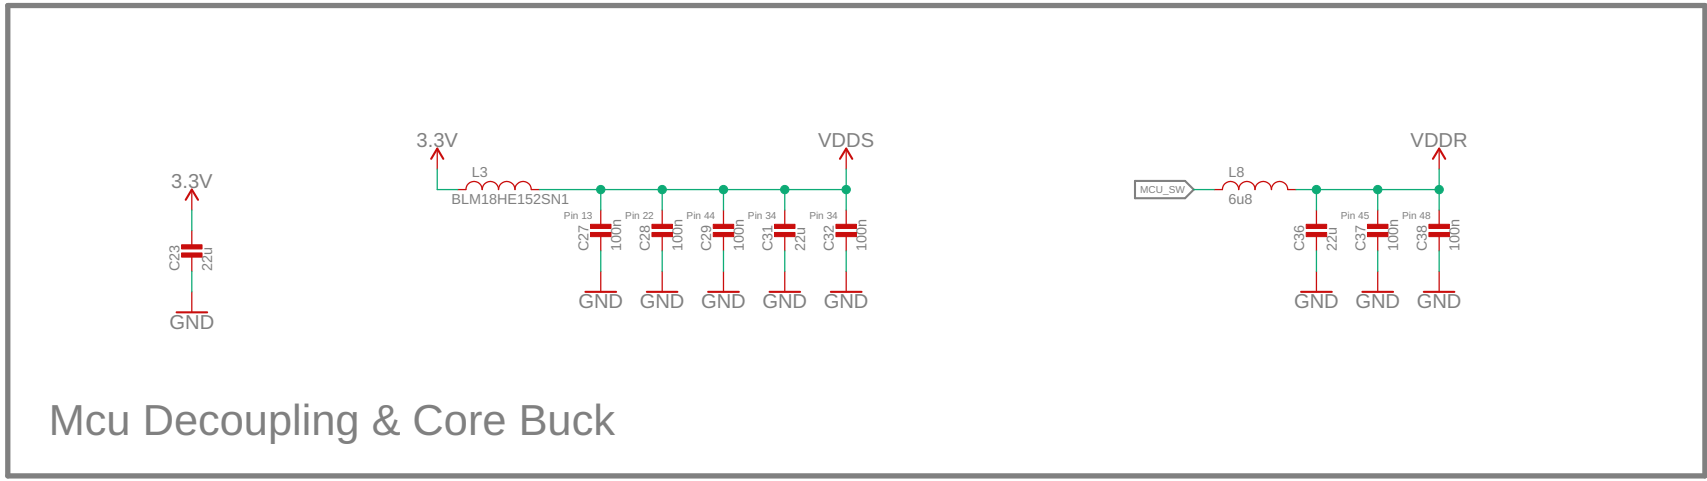 3.3V
C23
22u
GND
3.3V
L3
BLM18HE152SN1
VDDS
Pin 13
C27
100n
GND
Pin 22
C28
100n
GND
Pin 44
C29
100n
GND
Pin 34
C31
22u
GND
Pin 34
C32
100n
GND
MCU_SW
L8
6u8
VDDR
C36
22u
GND
Pin 45
C37
100n
GND
Pin 48
C38
100n
GND
Mcu Decoupling & Core Buck